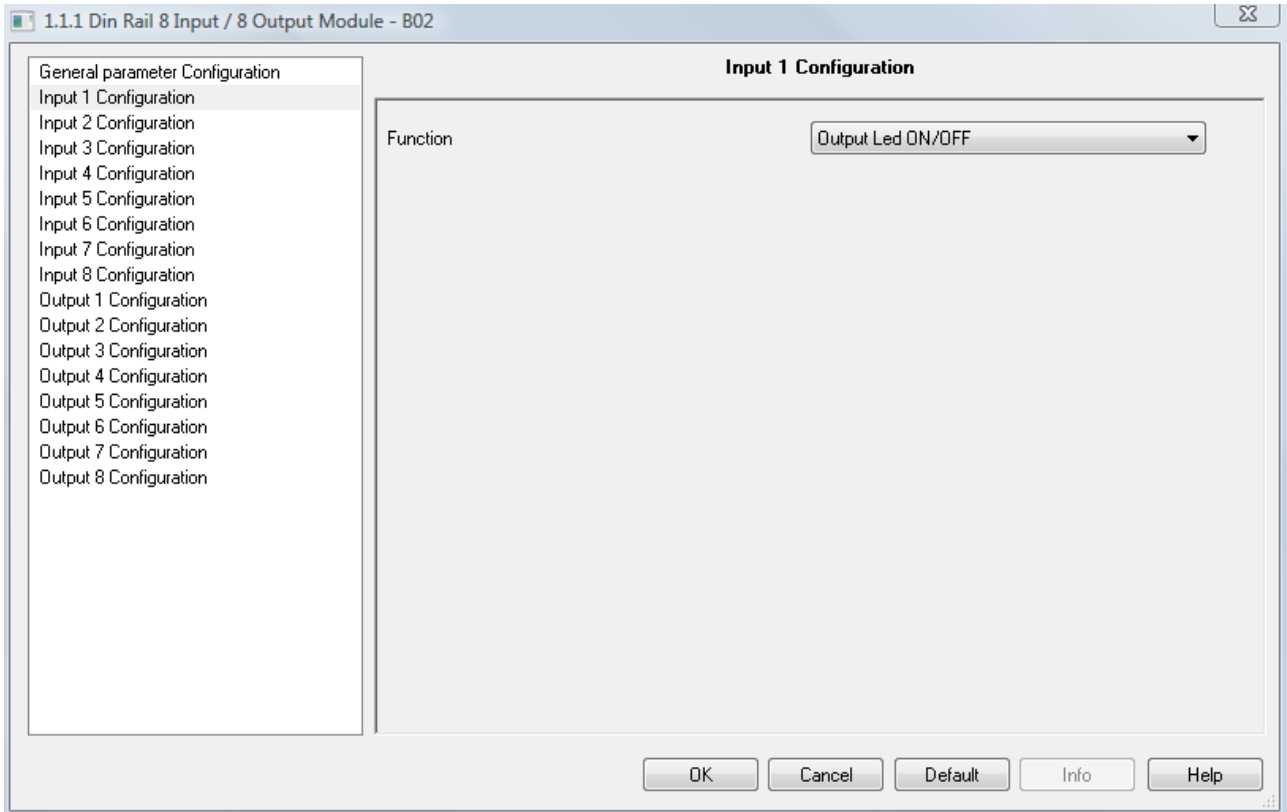 1.1.1 Din Rail 8 Input / 8 Output Module - B02
General parameter Configuration
Input 1 Configuration
Input 2 Configuration
Input 3 Configuration
Input 4 Configuration
Input 5 Configuration
Input 6 Configuration
Input 7 Configuration
Input 8 Configuration
Output 1 Configuration
Output 2 Configuration
Output 3 Configuration
Output 4 Configuration
Output 5 Configuration
Output 6 Configuration
Output 7 Configuration
Output 8 Configuration
Input 1 Configuration
Function Output Led ON/OFF
OK Cancel Default Info Help